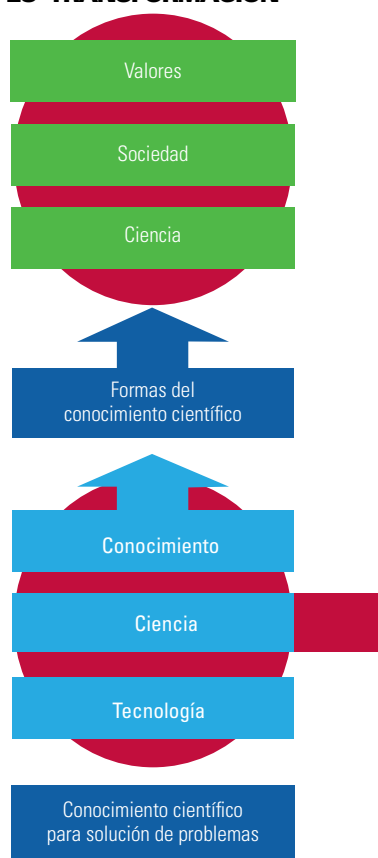 Valores
Sociedad
Ciencia
Formas del
conocimiento científico
Conocimiento
Ciencia
Tecnología
Conocimiento científico
para solución de problemas